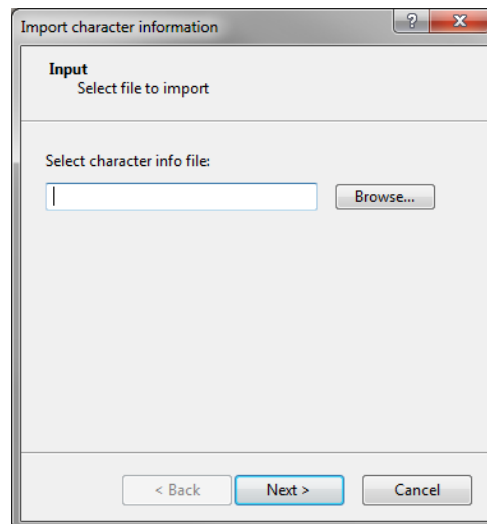 Import character information
?
X
Input
Select file to import
Select character info file:
Browse...
< Back
Next >
Cancel